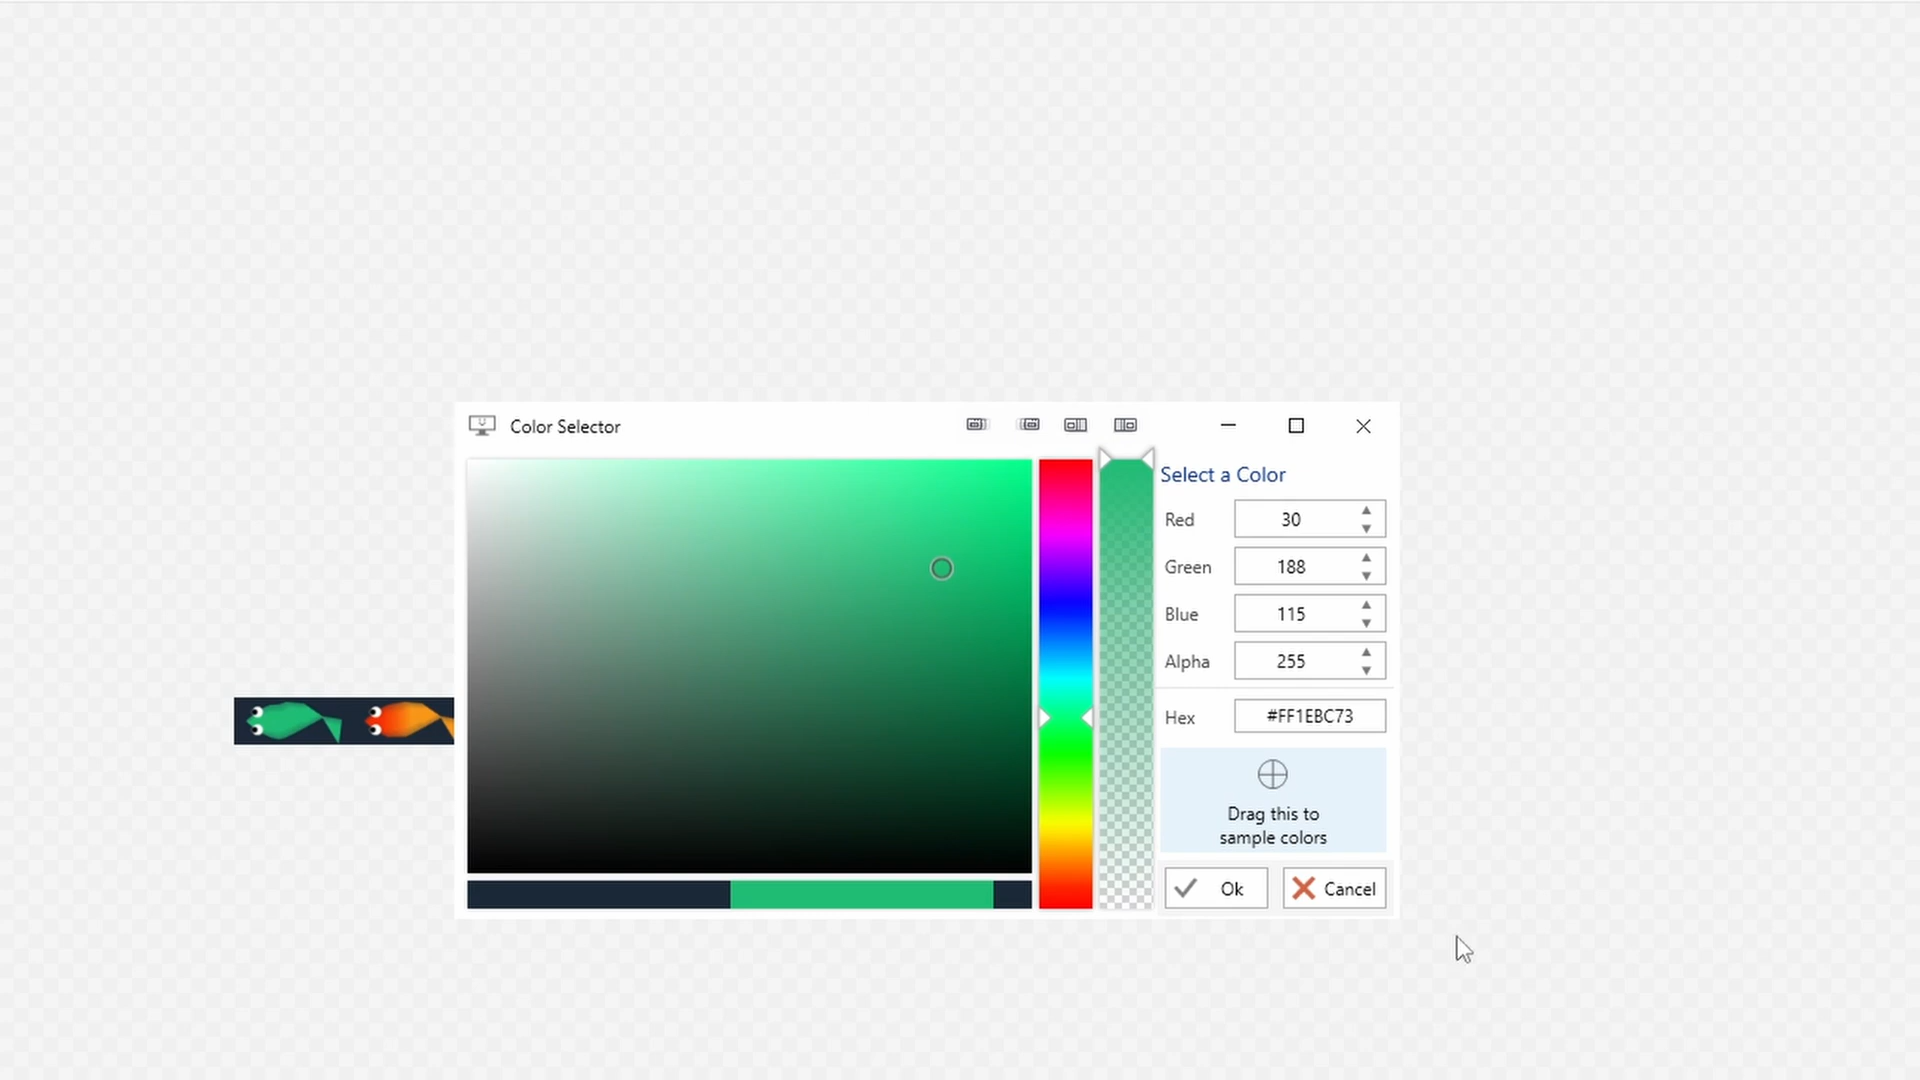 Color Selector
Select a Color
Red 30
Green 188
Blue 115
Alpha 255
Hex #FF1EBC73
Drag this to
sample colors
Ok Cancel